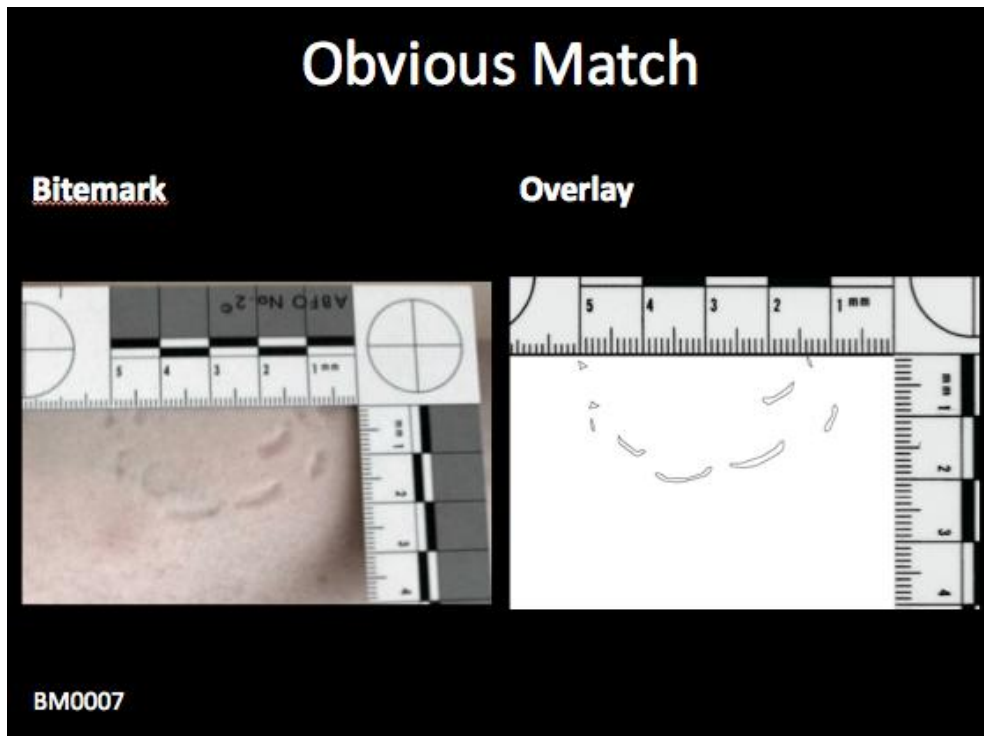 Obvious Match
Bitemark
Overlay
ABFO No. 2©
5 4 3 2 1 mm
mm 1
2
3
4
5 4 3 2 1 mm
mm 1
2
3
4
BM0007